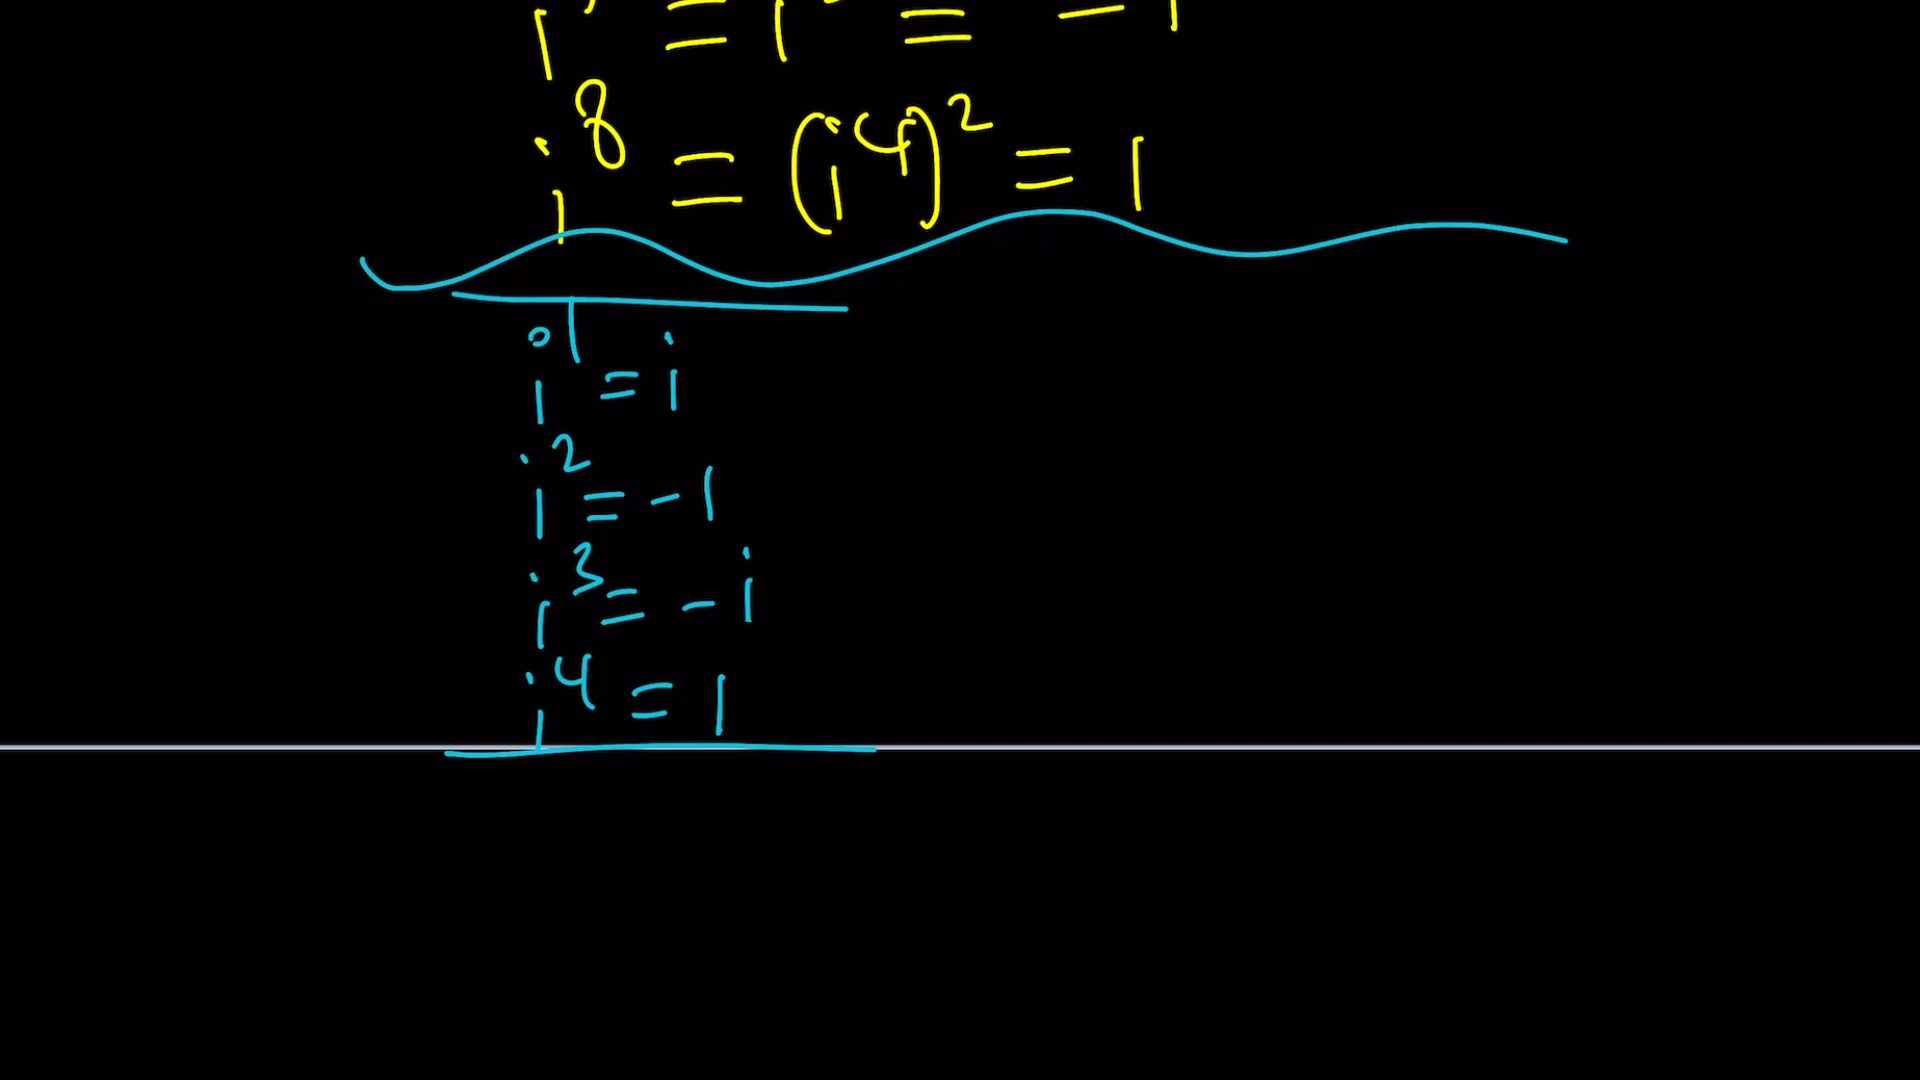 i⁸ = (i⁴)² = 1
i¹ = i
i² = -1
i³ = -i
i⁴ = 1